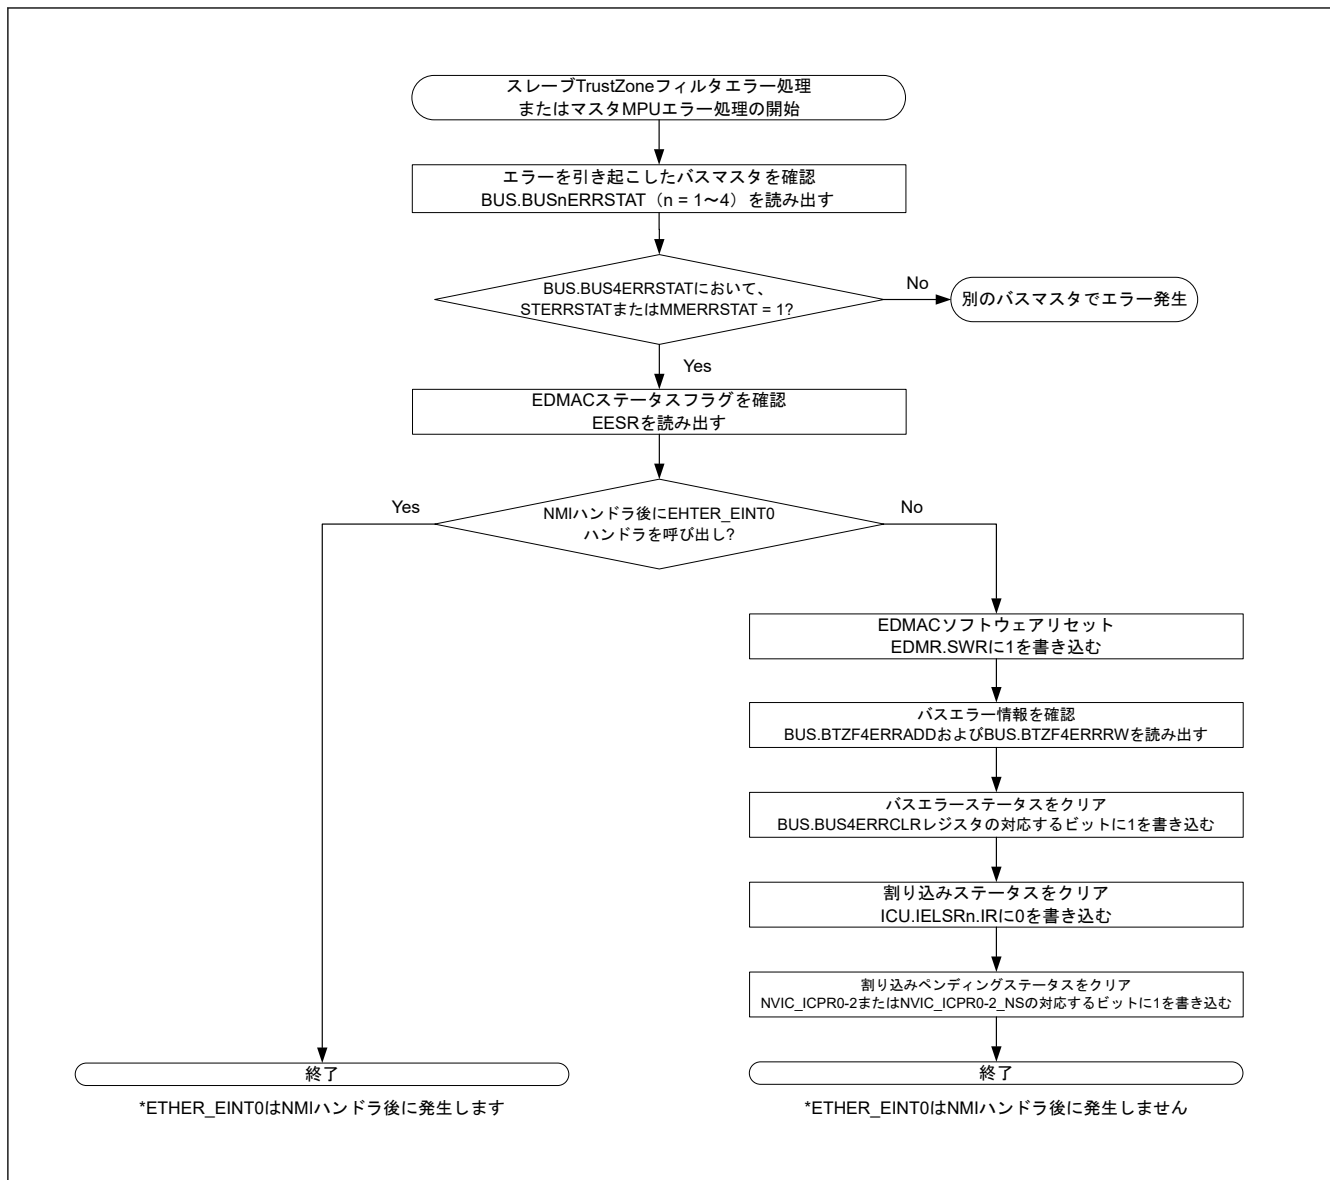 スレーブTrustZoneフィルタエラー処理
またはマスタMPUエラー処理の開始
エラーを引き起こしたバスマスタを確認
BUS.BUSnERRSTAT（n = 1～4）を読み出す
BUS.BUS4ERRSTATにおいて、
STERRSTATまたはMMERRSTAT = 1?
No
別のバスマスタでエラー発生
Yes
EDMACステータスフラグを確認
EESRを読み出す
Yes
NMIハンドラ後にEHTER_EINT0
ハンドラを呼び出し?
No
EDMACソフトウェアリセット
EDMR.SWRに1を書き込む
バスエラー情報を確認
BUS.BTZF4ERRADDおよびBUS.BTZF4ERRRWを読み出す
バスエラーステータスをクリア
BUS.BUS4ERRCLRレジスタの対応するビットに1を書き込む
割り込みステータスをクリア
ICU.IELSRn.IRに0を書き込む
割り込みペンディングステータスをクリア
NVIC_ICPR0-2またはNVIC_ICPR0-2_NSの対応するビットに1を書き込む
終了
終了
*ETHER_EINT0はNMIハンドラ後に発生します
*ETHER_EINT0はNMIハンドラ後に発生しません